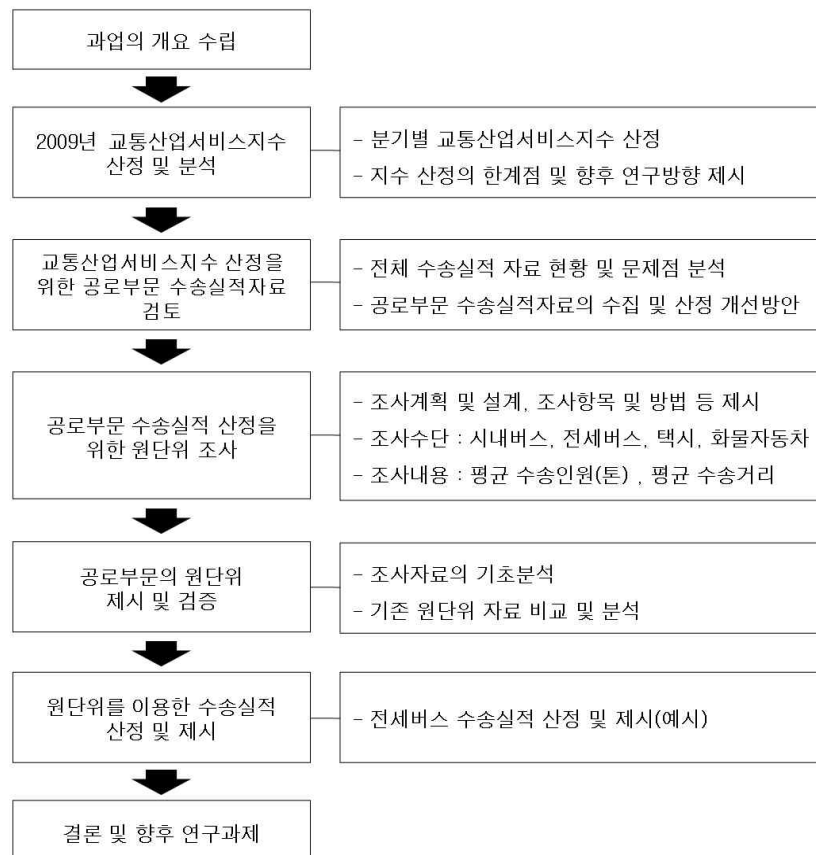 과업의 개요 수립
2009년 교통산업서비스지수
산정 및 분석
- 분기별 교통산업서비스지수 산정
- 지수 산정의 한계점 및 향후 연구방향 제시
교통산업서비스지수 산정을
위한 공로부문 수송실적자료
검토
- 전체 수송실적 자료 현황 및 문제점 분석
- 공로부문 수송실적자료의 수집 및 산정 개선방안
공로부문 수송실적 산정을
위한 원단위 조사
- 조사계획 및 설계, 조사항목 및 방법 등 제시
- 조사수단 : 시내버스, 전세버스, 택시, 화물자동차
- 조사내용 : 평균 수송인원(톤) , 평균 수송거리
공로부문의 원단위
제시 및 검증
- 조사자료의 기초분석
- 기존 원단위 자료 비교 및 분석
원단위를 이용한 수송실적
산정 및 제시
- 전세버스 수송실적 산정 및 제시(예시)
결론 및 향후 연구과제